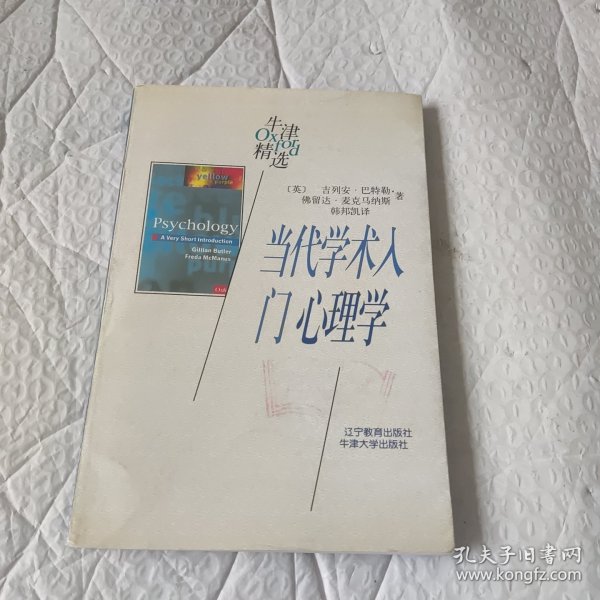 牛津
Oxford
精选
yellow
purple
Psychology
A Very Short Introduction
Gillian Butler
Freda McManus
〔英〕 吉列安·巴特勒·
佛留达·麦克马纳斯 著
韩邦凯译
当代学术入
门 心理学
辽宁教育出版社
牛津大学出版社
孔夫子旧书网
www.kongfz.com